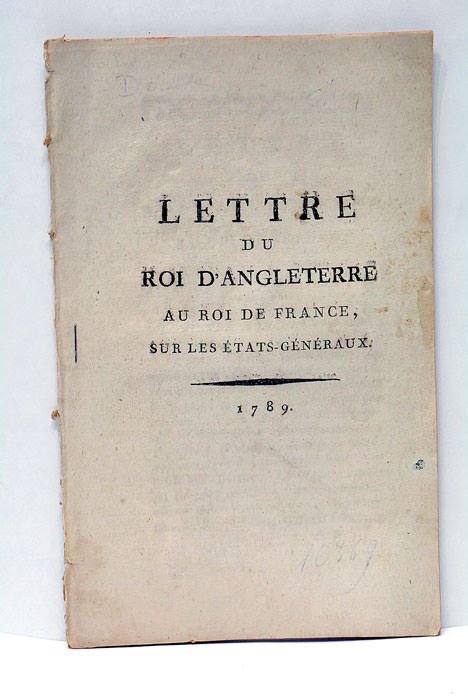 LETTRE
DU
ROI D'ANGLETERRE
AU ROI DE FRANCE,
SUR LES ÉTATS-GÉNÉRAUX.
1789.